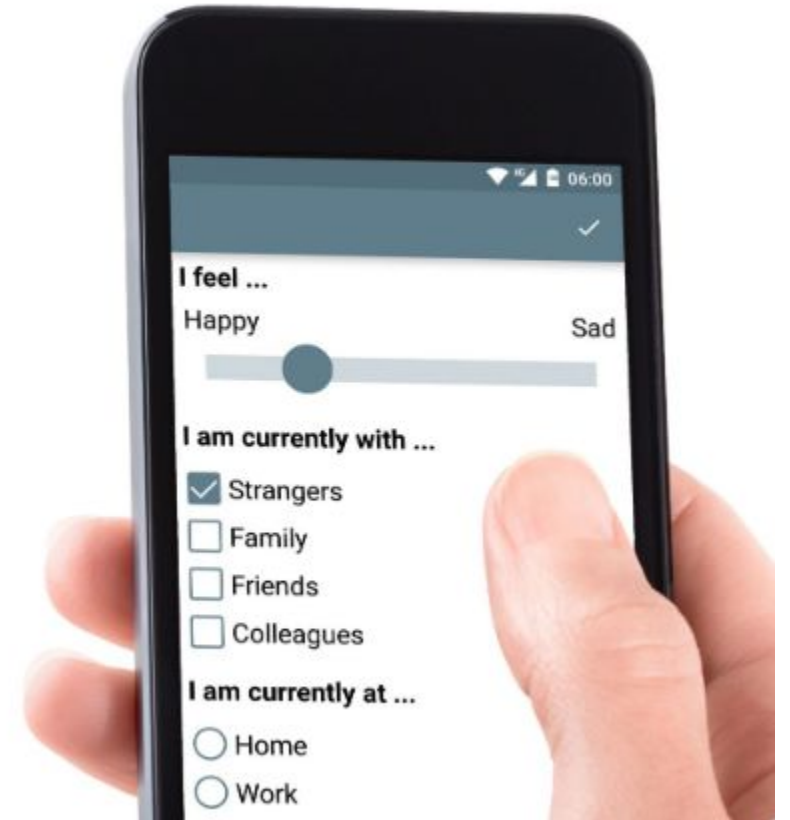 06:00
I feel ...
Happy Sad
I am currently with ...
Strangers
Family
Friends
Colleagues
I am currently at ...
Home
Work